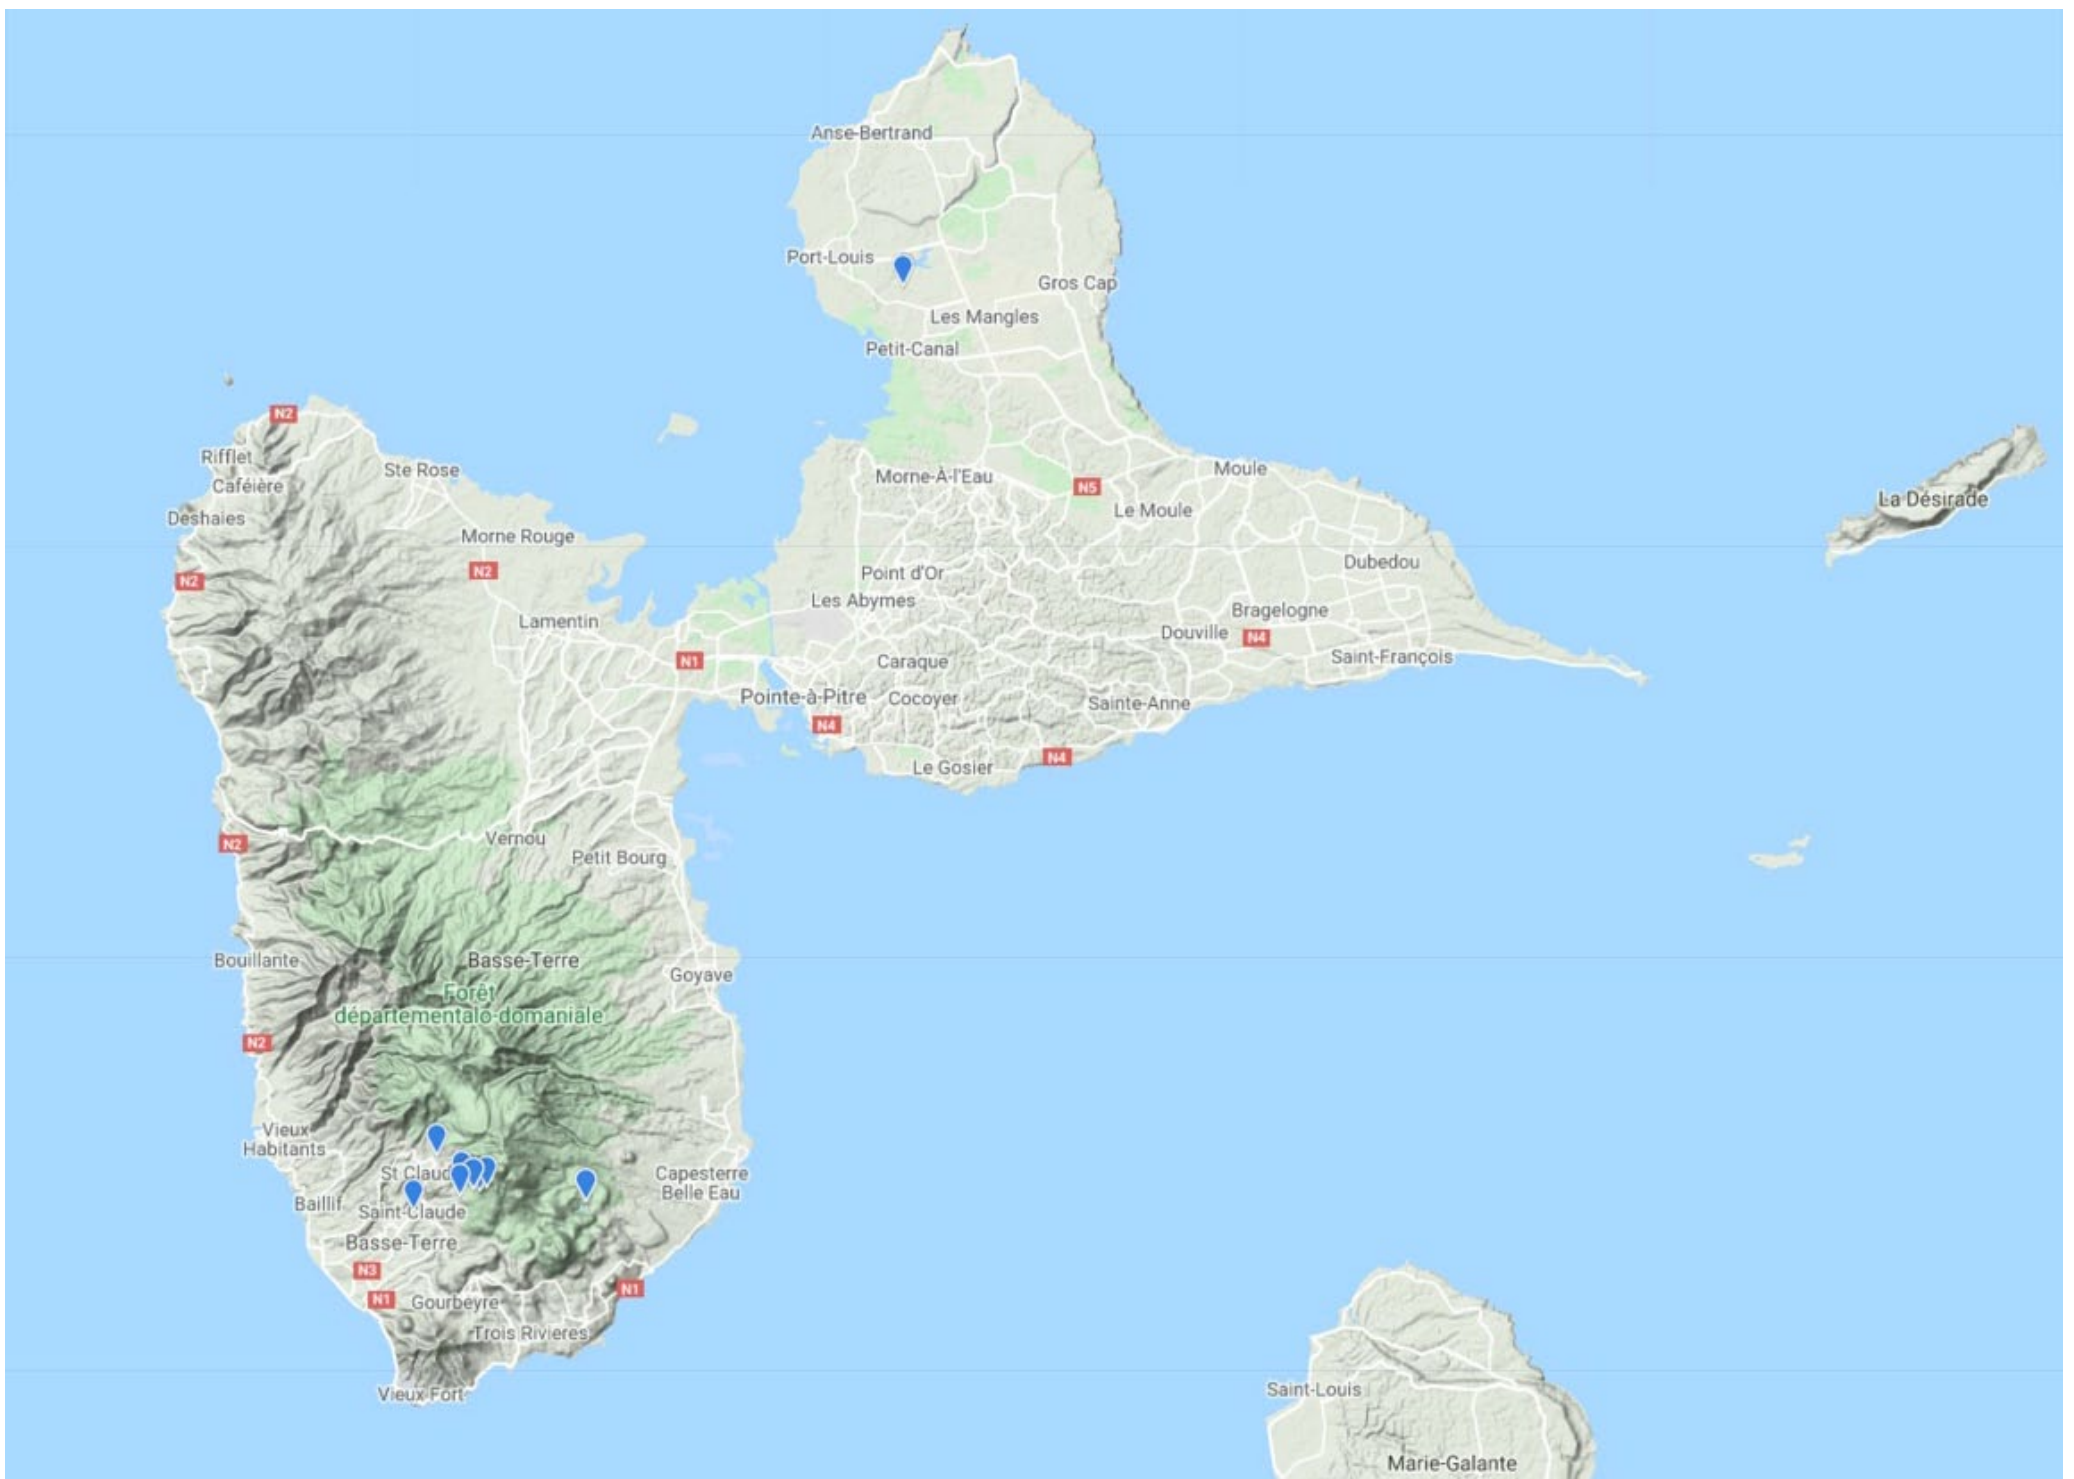 Anse-Bertrand
Port-Louis
Gros Cap
Les Mangles
Petit-Canal
N2
Rifflet
Ste Rose
Moule
Morne-À-l'Eau
Caféière
N5
La Désirade
Le Moule
Deshaies
Morne Rouge
Dubedou
N2
N2
Point d'Or
Les Abymes
Bragelogne
Lamentin
Douville
N4
Saint-François
N1
Caraque
Pointe-à-Pitre
Cocoyer
Sainte-Anne
N4
N4
Le Gosier
Vernou
N2
Petit Bourg
Bouillante
Basse-Terre
Goyave
Forêt
départementalo-domaniale
N2
Vieux
Habitants
St Claud
Capesterre
Belle Eau
Baillif
Saint-Claude
Basse-Terre
N3
N1
N1
Gourbeyre
Trois Rivieres
Vieux Fort
Saint-Louis
Marie-Galante